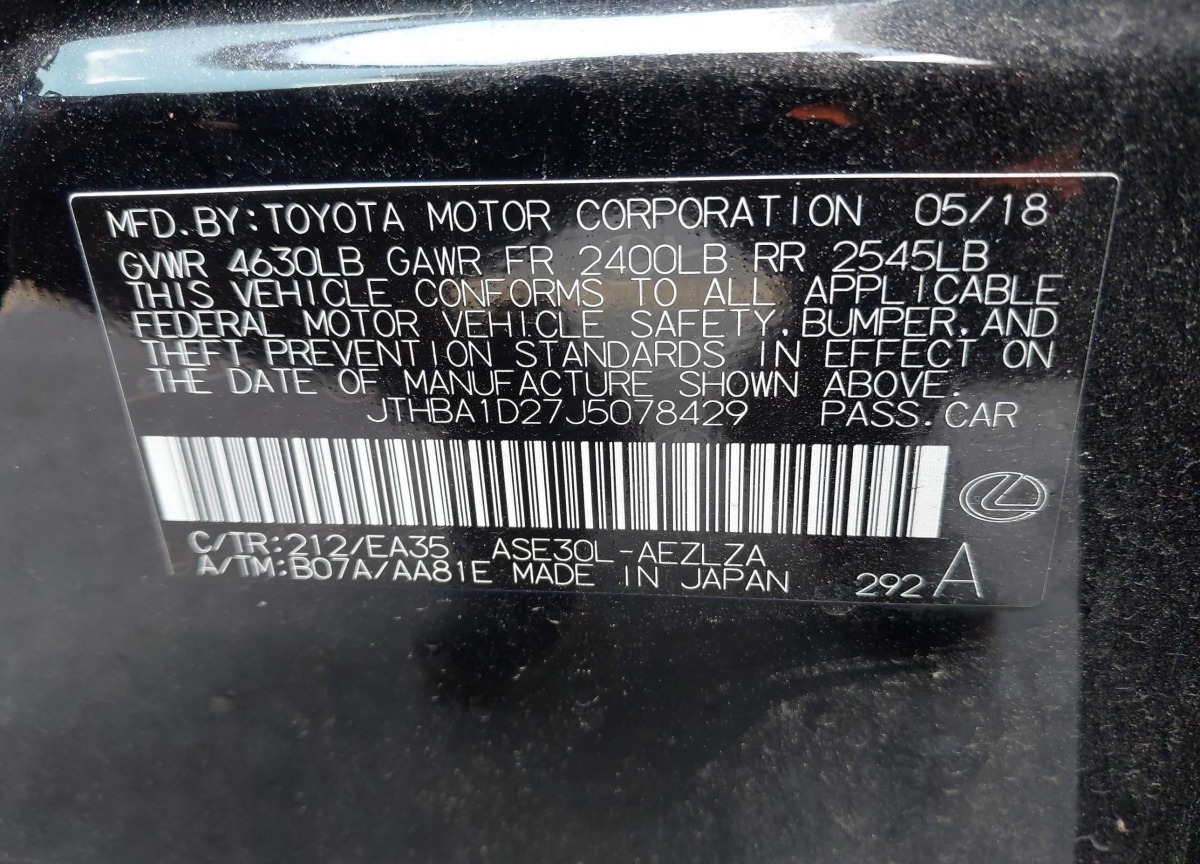 MFD.BY:TOYOTA MOTOR CORPORATION 05/18
GVWR 4630LB GAWR FR 2400LB RR 2545LB
THIS VEHICLE CONFORMS TO ALL APPLICABLE
FEDERAL MOTOR VEHICLE SAFETY,BUMPER,AND
THEFT PREVENTION STANDARDS IN EFFECT ON
THE DATE OF MANUFACTURE SHOWN ABOVE.
JTHBA1D27J5078429 PASS.CAR
C/TR:212/EA35 ASE30L-AEZLZA
A/TM:B07A/AA81E MADE IN JAPAN 292 A